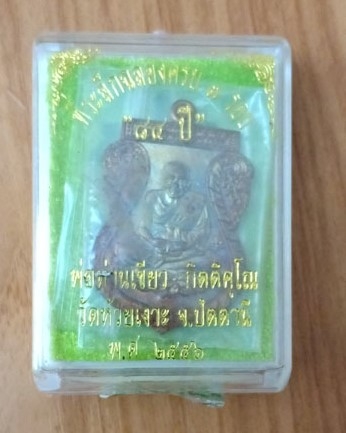 ที่ระลึกฉลองครบ ๗ รอบ
"๘๔ ปี"
พ่อท่านเขียว กิตติคุโณ
วัดห้วยเงาะ จ.ปัตตานี
พ.ศ ๒๕๕๖